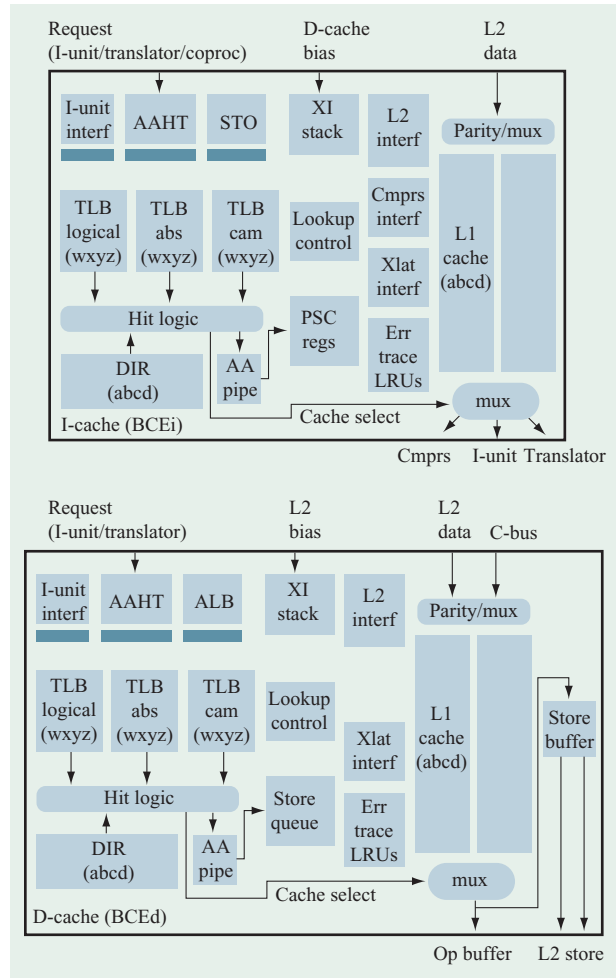 Request
(I-unit/translator/coproc)
D-cache
bias
L2
data
I-unit
interf
AAHT
STO
XI
stack
L2
interf
Parity/mux
TLB
logical
(wxyz)
TLB
abs
(wxyz)
TLB
cam
(wxyz)
Lookup
control
Cmprs
interf
Xlat
interf
L1
cache
(abcd)
Hit logic
PSC
regs
Err
trace
LRUs
DIR
(abcd)
AA
pipe
mux
Cache select
I-cache (BCEi)
Cmprs
I-unit
Translator
Request
(I-unit/translator)
L2
bias
L2
data
C-bus
I-unit
interf
AAHT
ALB
XI
stack
L2
interf
Parity/mux
TLB
logical
(wxyz)
TLB
abs
(wxyz)
TLB
cam
(wxyz)
Lookup
control
Xlat
interf
L1
cache
(abcd)
Store
buffer
Hit logic
Store
queue
Err
trace
LRUs
DIR
(abcd)
AA
pipe
mux
Cache select
D-cache (BCEd)
Op buffer
L2 store